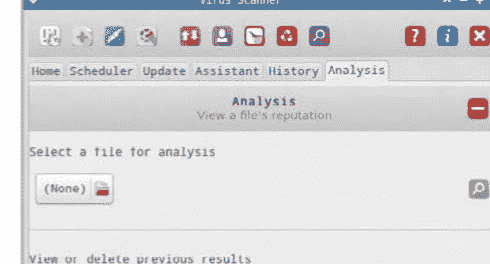 Virus Scanner
Home Scheduler Update Assistant History Analysis
Analysis
View a file's reputation
Select a file for analysis
(None)
View or delete previous results